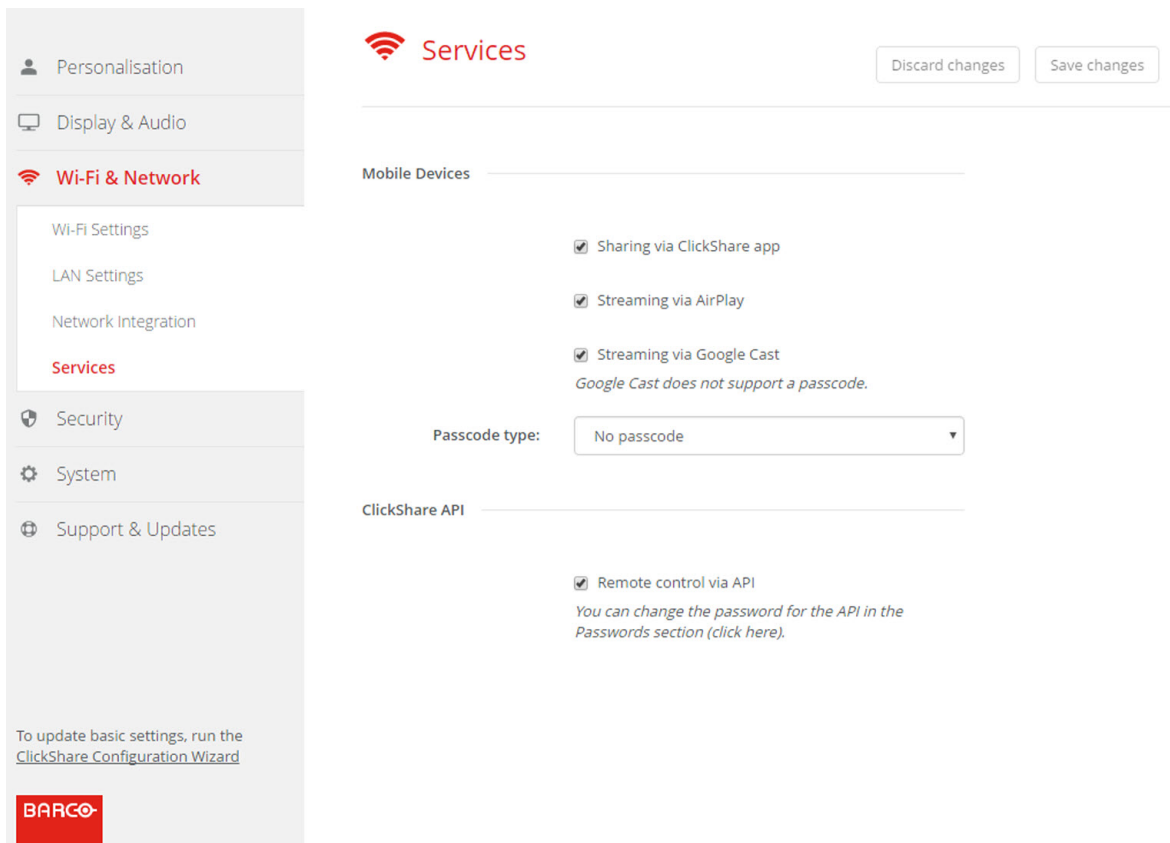 Personalisation
Display & Audio
Wi-Fi & Network
Wi-Fi Settings
LAN Settings
Network Integration
Services
Security
System
Support & Updates
To update basic settings, run the
ClickShare Configuration Wizard
BARCO
Services
Discard changes
Save changes
Mobile Devices
Sharing via ClickShare app
Streaming via AirPlay
Streaming via Google Cast
Google Cast does not support a passcode.
Passcode type:
No passcode
ClickShare API
Remote control via API
You can change the password for the API in the
Passwords section (click here).